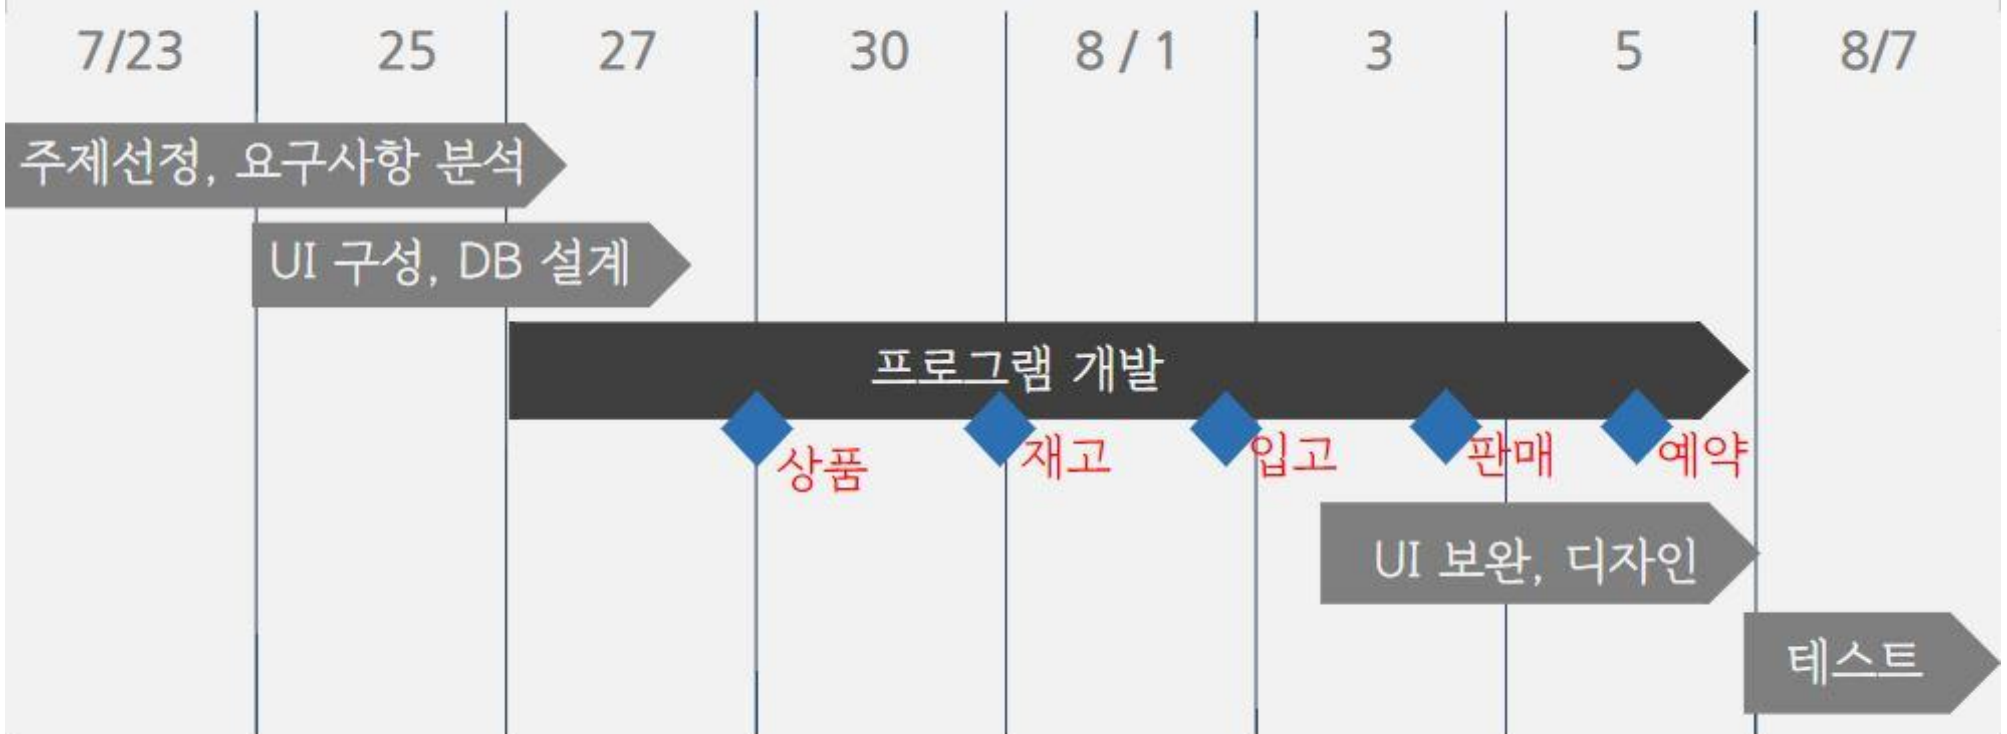 7/23 25 27 30 8 / 1 3 5 8/7
주제선정, 요구사항 분석
UI 구성, DB 설계
프로그램 개발
상품 재고 입고 판매 예약
UI 보완, 디자인
테스트